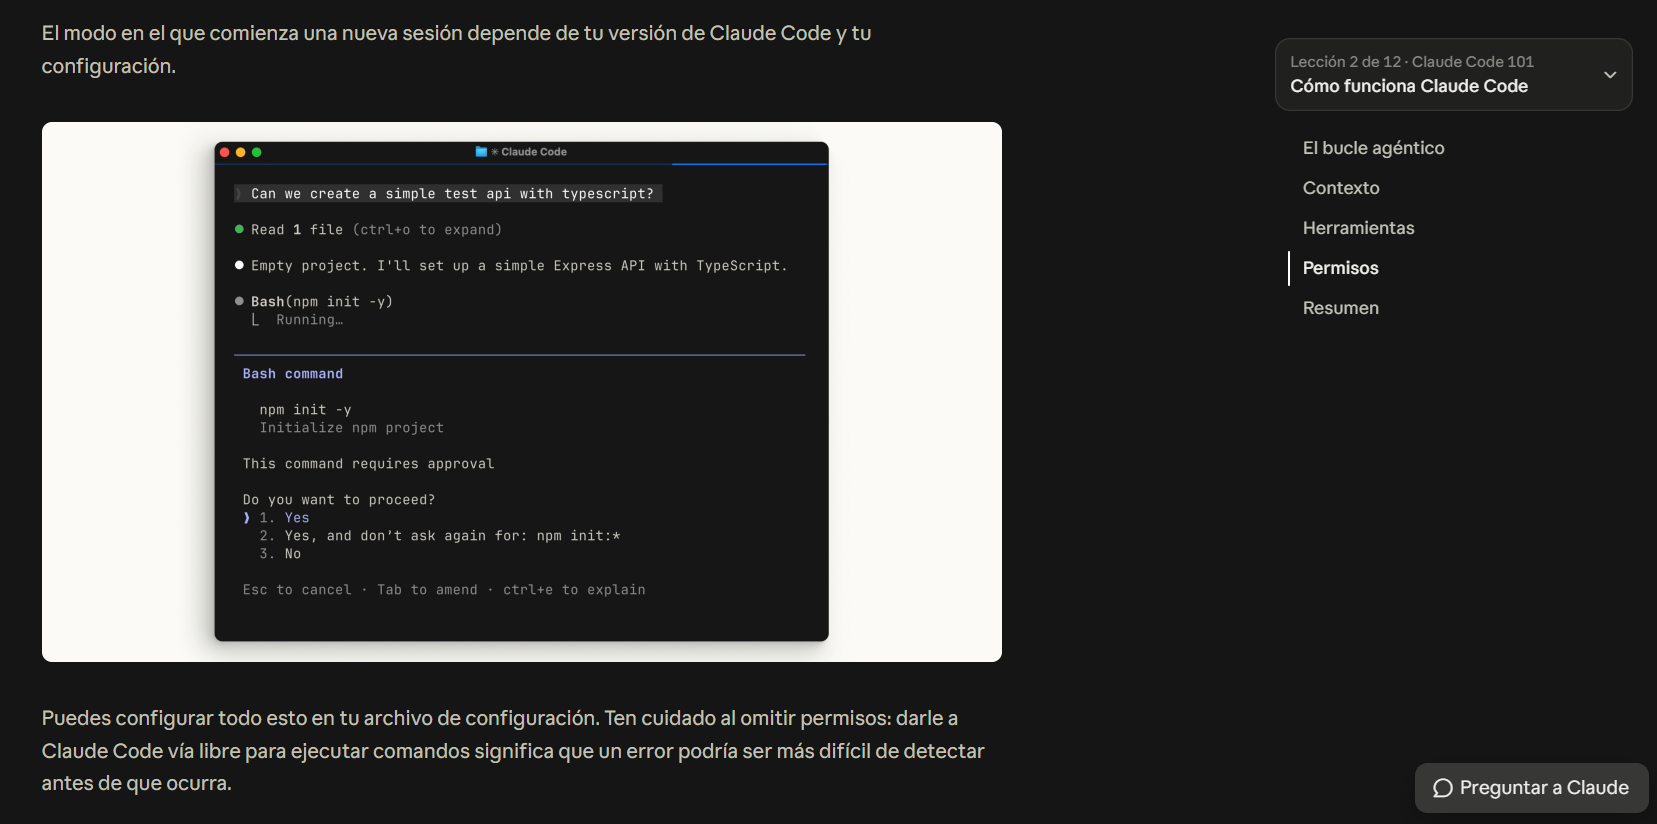 El modo en el que comienza una nueva sesión depende de tu versión de Claude Code y tu
configuración.
✳ Claude Code
❯ Can we create a simple test api with typescript?
● Read 1 file (ctrl+o to expand)
● Empty project. I'll set up a simple Express API with TypeScript.
● Bash(npm init -y)
⎣ Running…
Bash command
npm init -y
Initialize npm project
This command requires approval
Do you want to proceed?
❯ 1. Yes
2. Yes, and don't ask again for: npm init:*
3. No
Esc to cancel · Tab to amend · ctrl+e to explain
Puedes configurar todo esto en tu archivo de configuración. Ten cuidado al omitir permisos: darle a
Claude Code vía libre para ejecutar comandos significa que un error podría ser más difícil de detectar
antes de que ocurra.
Lección 2 de 12 · Claude Code 101
Cómo funciona Claude Code
El bucle agéntico
Contexto
Herramientas
Permisos
Resumen
Preguntar a Claude